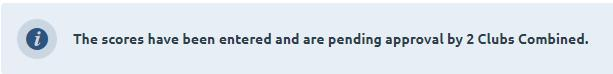 The scores have been entered and are pending approval by 2 Clubs Combined.